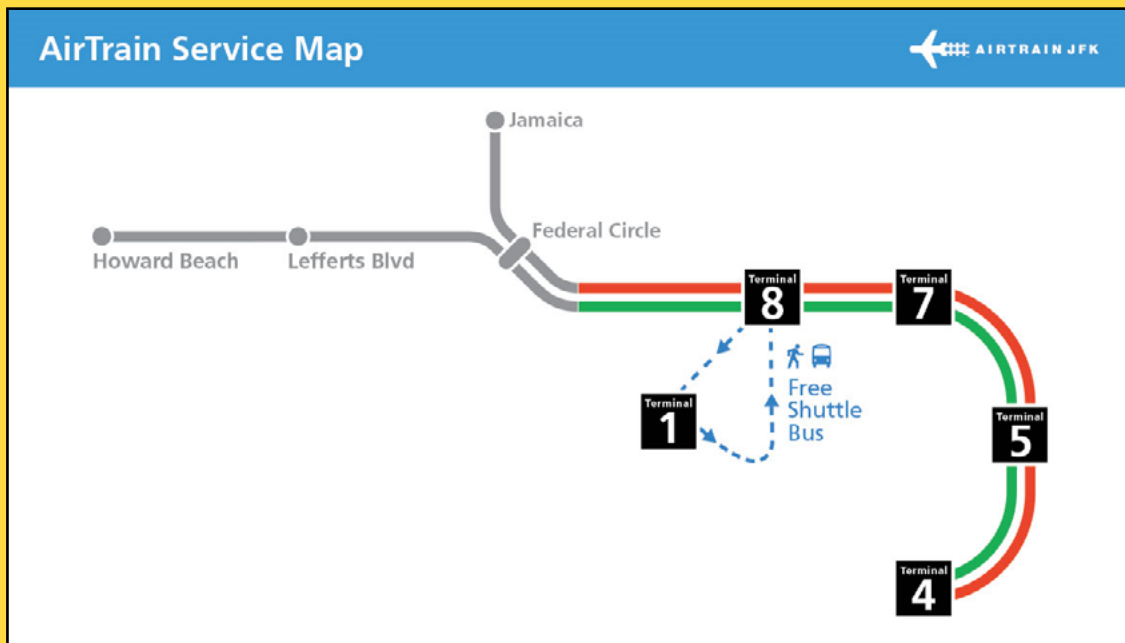 AirTrain Service Map
AIRTRAIN JFK
Jamaica
Federal Circle
Howard Beach
Lefferts Blvd
Terminal
8
Terminal
7
Free
Shuttle
Bus
Terminal
1
Terminal
5
Terminal
4